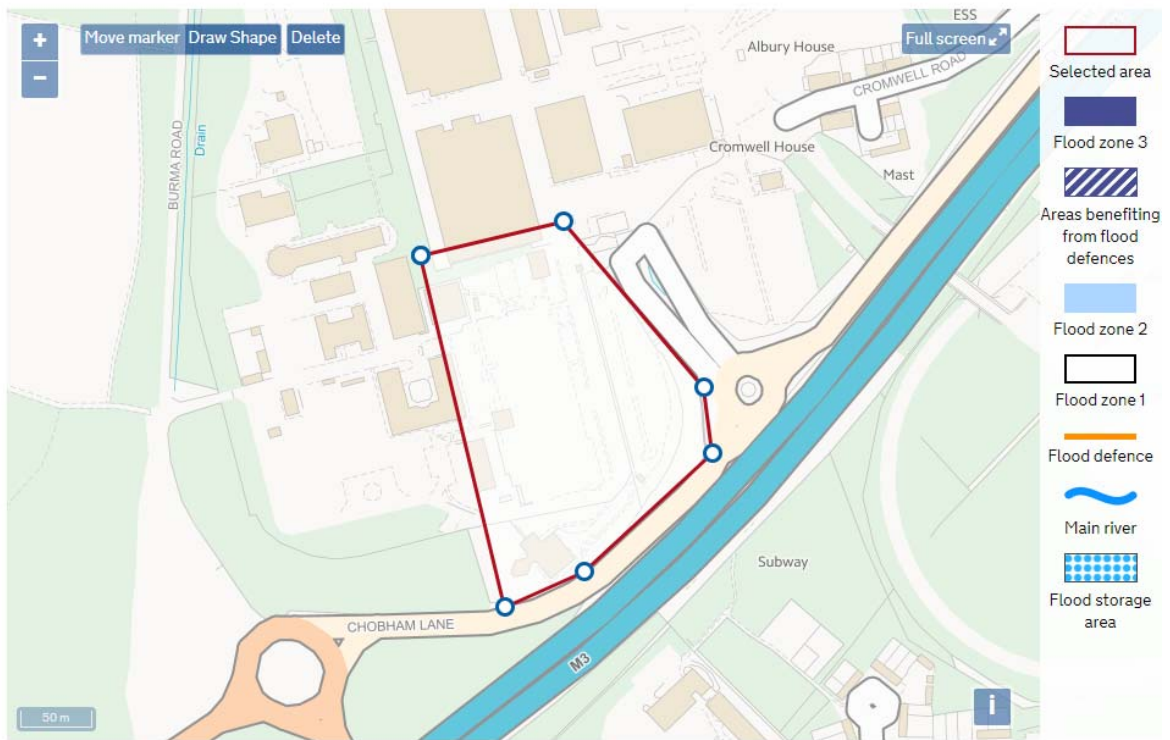 +
−
Move marker
Draw Shape
Delete
Full screen
ESS
Albury House
CROMWELL ROAD
Cromwell House
Mast
BURMA ROAD
Drain
Subway
CHOBHAM LANE
M3
50 m
i
Selected area
Flood zone 3
Areas benefiting
from flood
defences
Flood zone 2
Flood zone 1
Flood defence
Main river
Flood storage
area